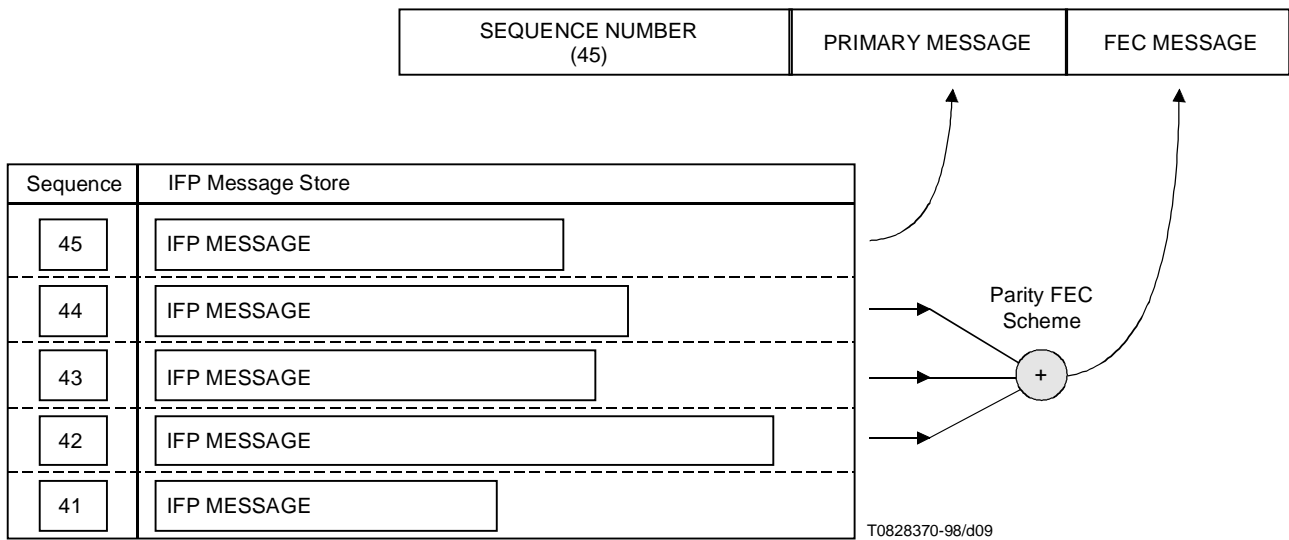 SEQUENCE NUMBER
(45)
PRIMARY MESSAGE
FEC MESSAGE
Sequence
IFP Message Store
45
IFP MESSAGE
44
IFP MESSAGE
43
IFP MESSAGE
42
IFP MESSAGE
41
IFP MESSAGE
Parity FEC
Scheme
+
T0828370-98/d09